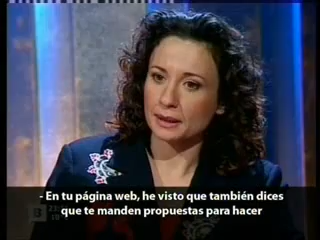 - En tu página web, he visto que también dices
que te manden propuestas para hacer